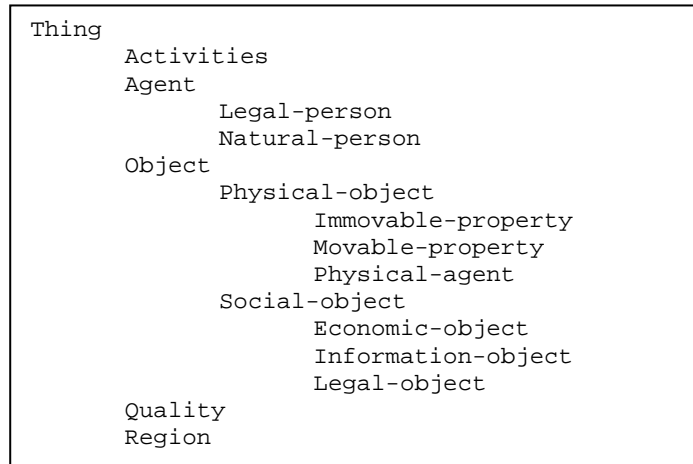 Thing
Activities
Agent
Legal-person
Natural-person
Object
Physical-object
Immovable-property
Movable-property
Physical-agent
Social-object
Economic-object
Information-object
Legal-object
Quality
Region